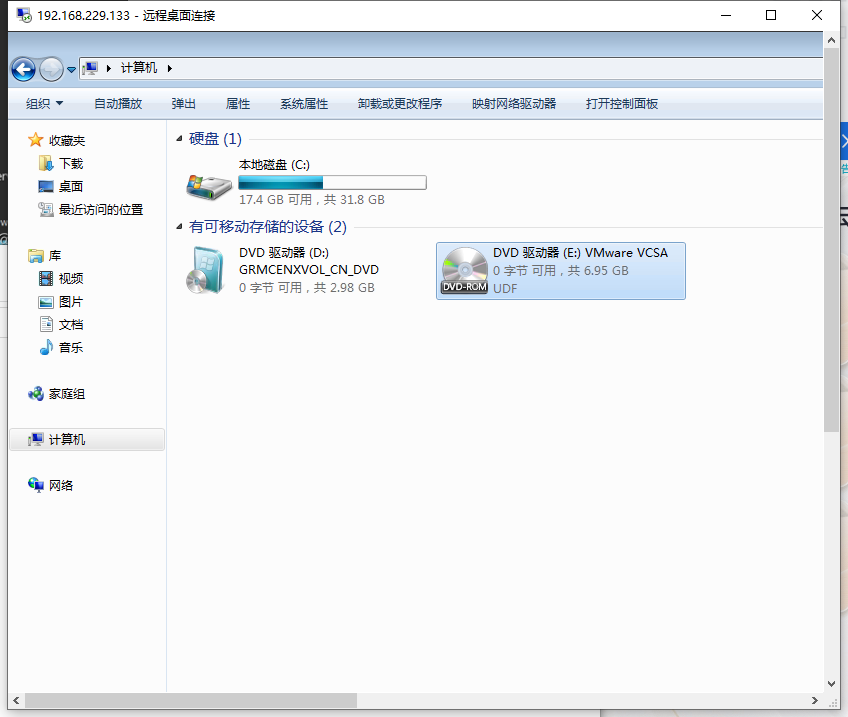 192.168.229.133 - 远程桌面连接
计算机
组织 自动播放 弹出 属性 系统属性 卸载或更改程序 映射网络驱动器 打开控制面板
收藏夹
下载
桌面
最近访问的位置
库
视频
图片
文档
音乐
家庭组
计算机
网络
硬盘 (1)
本地磁盘 (C:)
17.4 GB 可用，共 31.8 GB
有可移动存储的设备 (2)
DVD 驱动器 (D:)
GRMCENXVOL_CN_DVD
0 字节 可用，共 2.98 GB
DVD 驱动器 (E:) VMware VCSA
0 字节 可用，共 6.95 GB
UDF
DVD-ROM